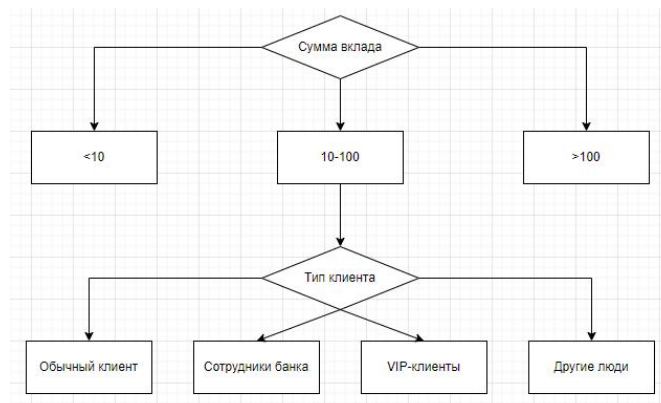 Сумма вклада
<10
10-100
>100
Тип клиента
Обычный клиент
Сотрудники банка
VIP-клиенты
Другие люди